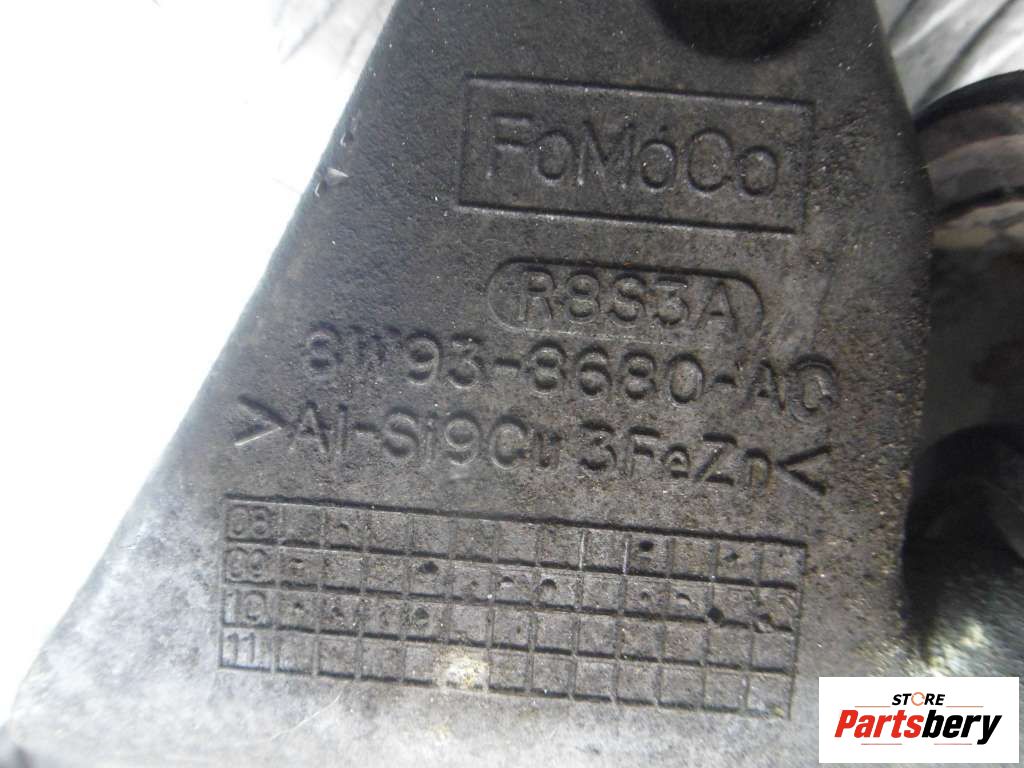 FoMoCo
R8S3A
8W93-8680-AC
>Al-Si9Cu3FeZn<
08
09
10
11
STORE
Partsbery